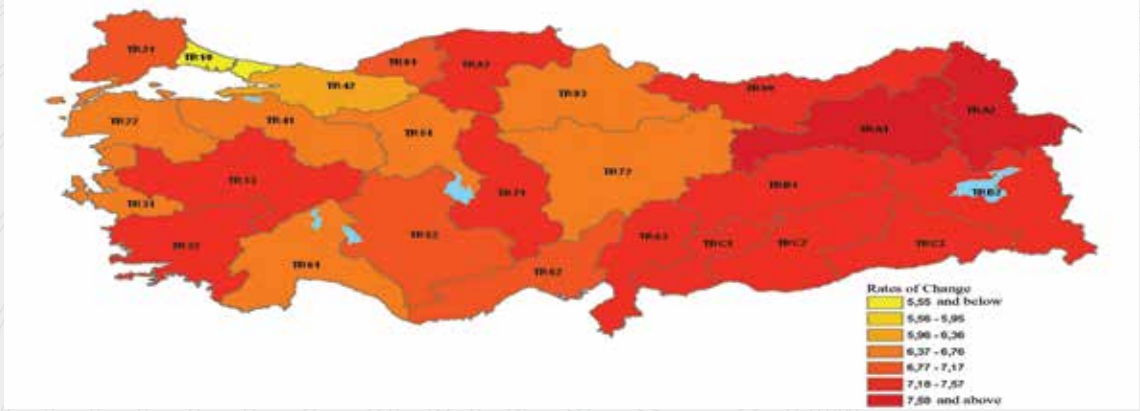 TR21
TR10
TR42
TR81
TR82
TR83
TR90
TRA1
TRA2
TR22
TR41
TR51
TR72
TR33
TR71
TRB1
TRB2
TR31
TR32
TR52
TR61
TR62
TR63
TRC1
TRC2
TRC3
Rates of Change
5,55 and below
5,56 - 5,95
5,96 - 6,36
6,37 - 6,76
6,77 - 7,17
7,18 - 7,57
7,58 and above